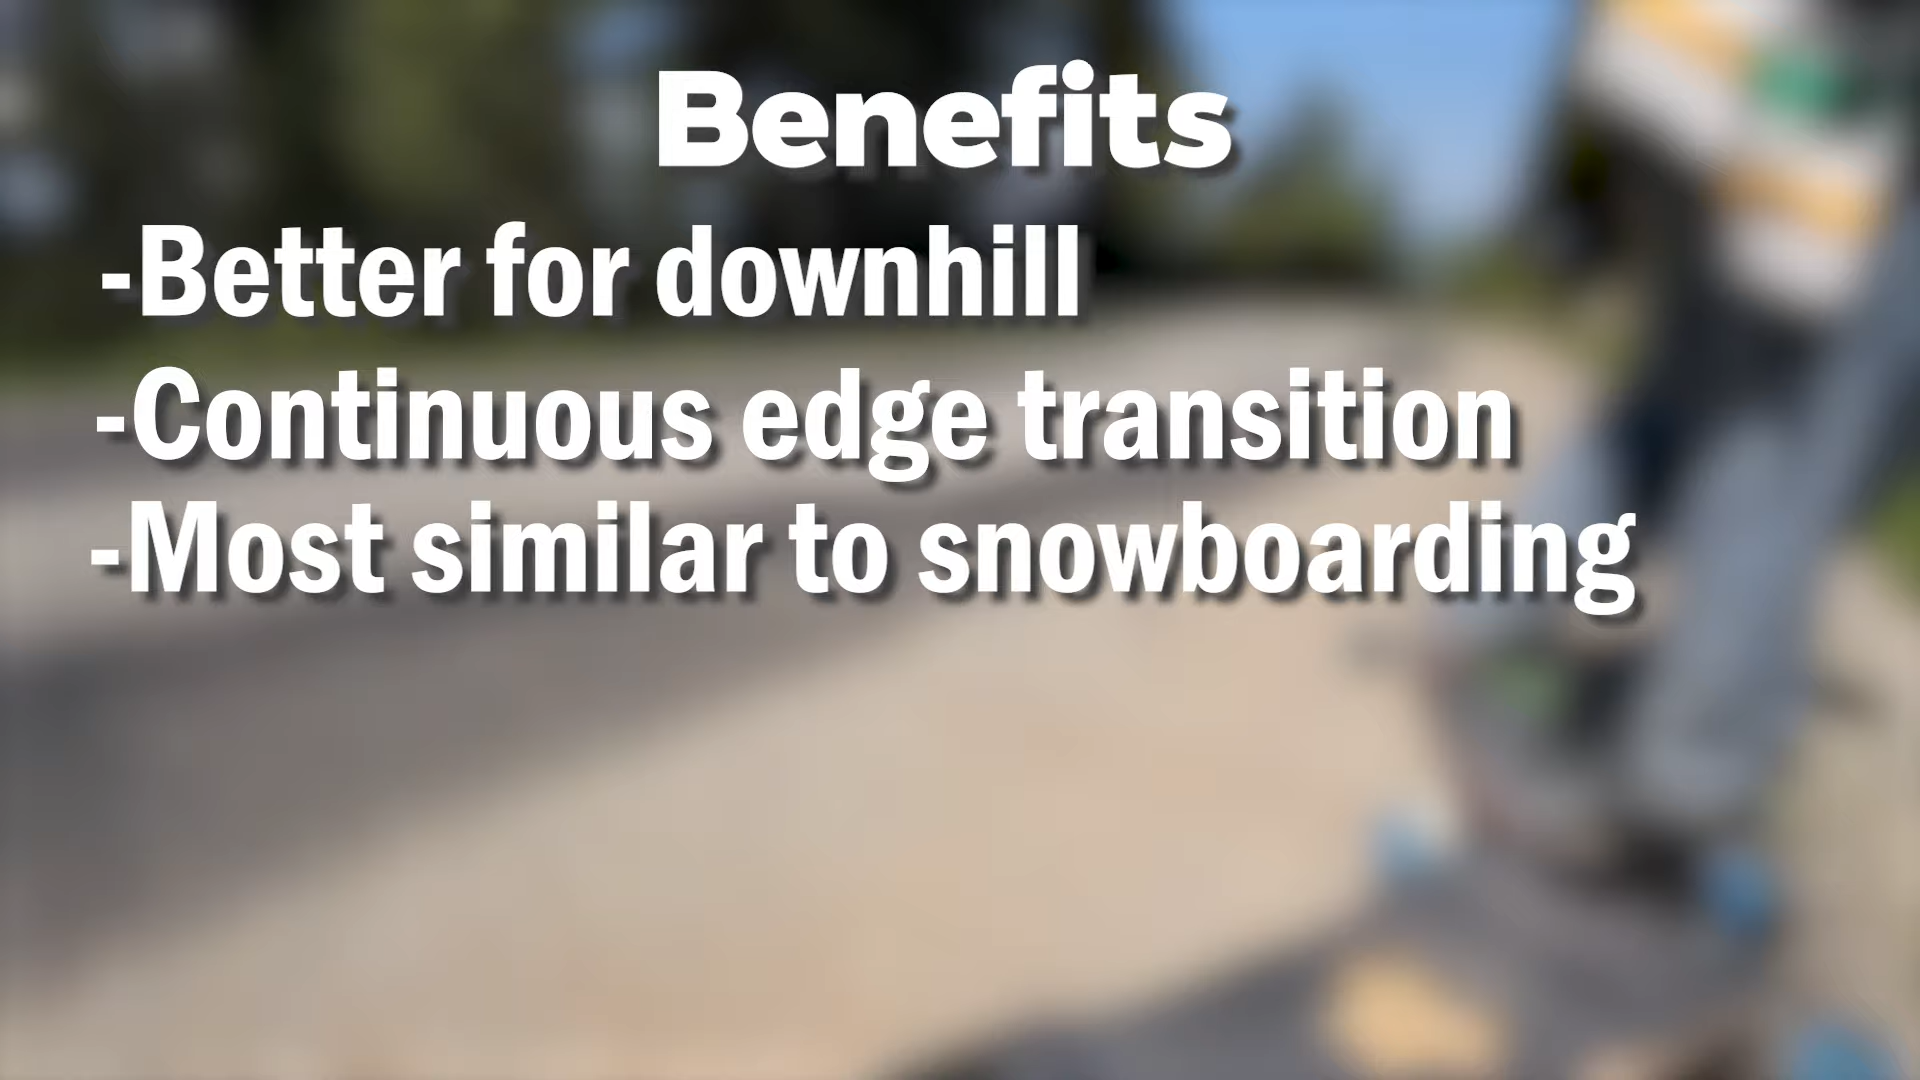 Benefits
-Better for downhill
-Continuous edge transition
-Most similar to snowboarding